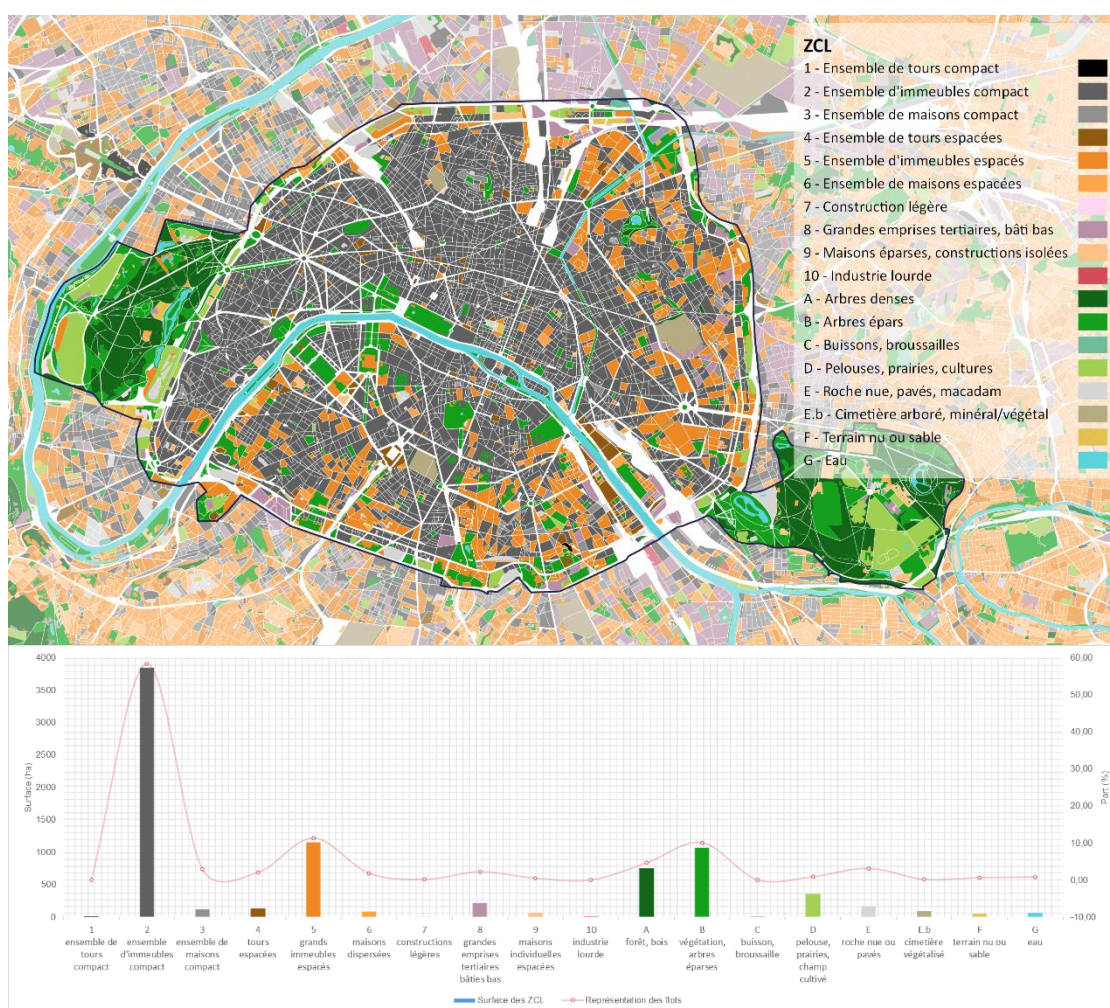 ZCL
1 - Ensemble de tours compact
2 - Ensemble d'immeubles compact
3 - Ensemble de maisons compact
4 - Ensemble de tours espacées
5 - Ensemble d'immeubles espacés
6 - Ensemble de maisons espacées
7 - Construction légère
8 - Grandes emprises tertiaires, bâti bas
9 - Maisons éparses, constructions isolées
10 - Industrie lourde
A - Arbres denses
B - Arbres épars
C - Buissons, broussailles
D - Pelouses, prairies, cultures
E - Roche nue, pavés, macadam
E.b - Cimetière arboré, minéral/végétal
F - Terrain nu ou sable
G - Eau
4000
3500
3000
2500
2000
1500
1000
500
0
Surface (ha)
60,00
50,00
40,00
30,00
20,00
10,00
0,00
-10,00
Part (%)
1 2 3 4 5 6 7 8 9 10 A B C D E E.b F G
ensemble de ensemble ensemble de tours grands maisons constructions grandes maisons industrie forêt, bois végétation, buisson, pelouse, roche nue ou cimetière terrain nu ou eau
tours d'immeubles maisons compact espacées immeubles dispersées légères emprises individuelles lourde arbres broussaille prairies, pavés végétalisé sable
compact compact espacés tertiaires espacées éparses champ
bâties bas cultivé
Surface des ZCL Représentation des îlots